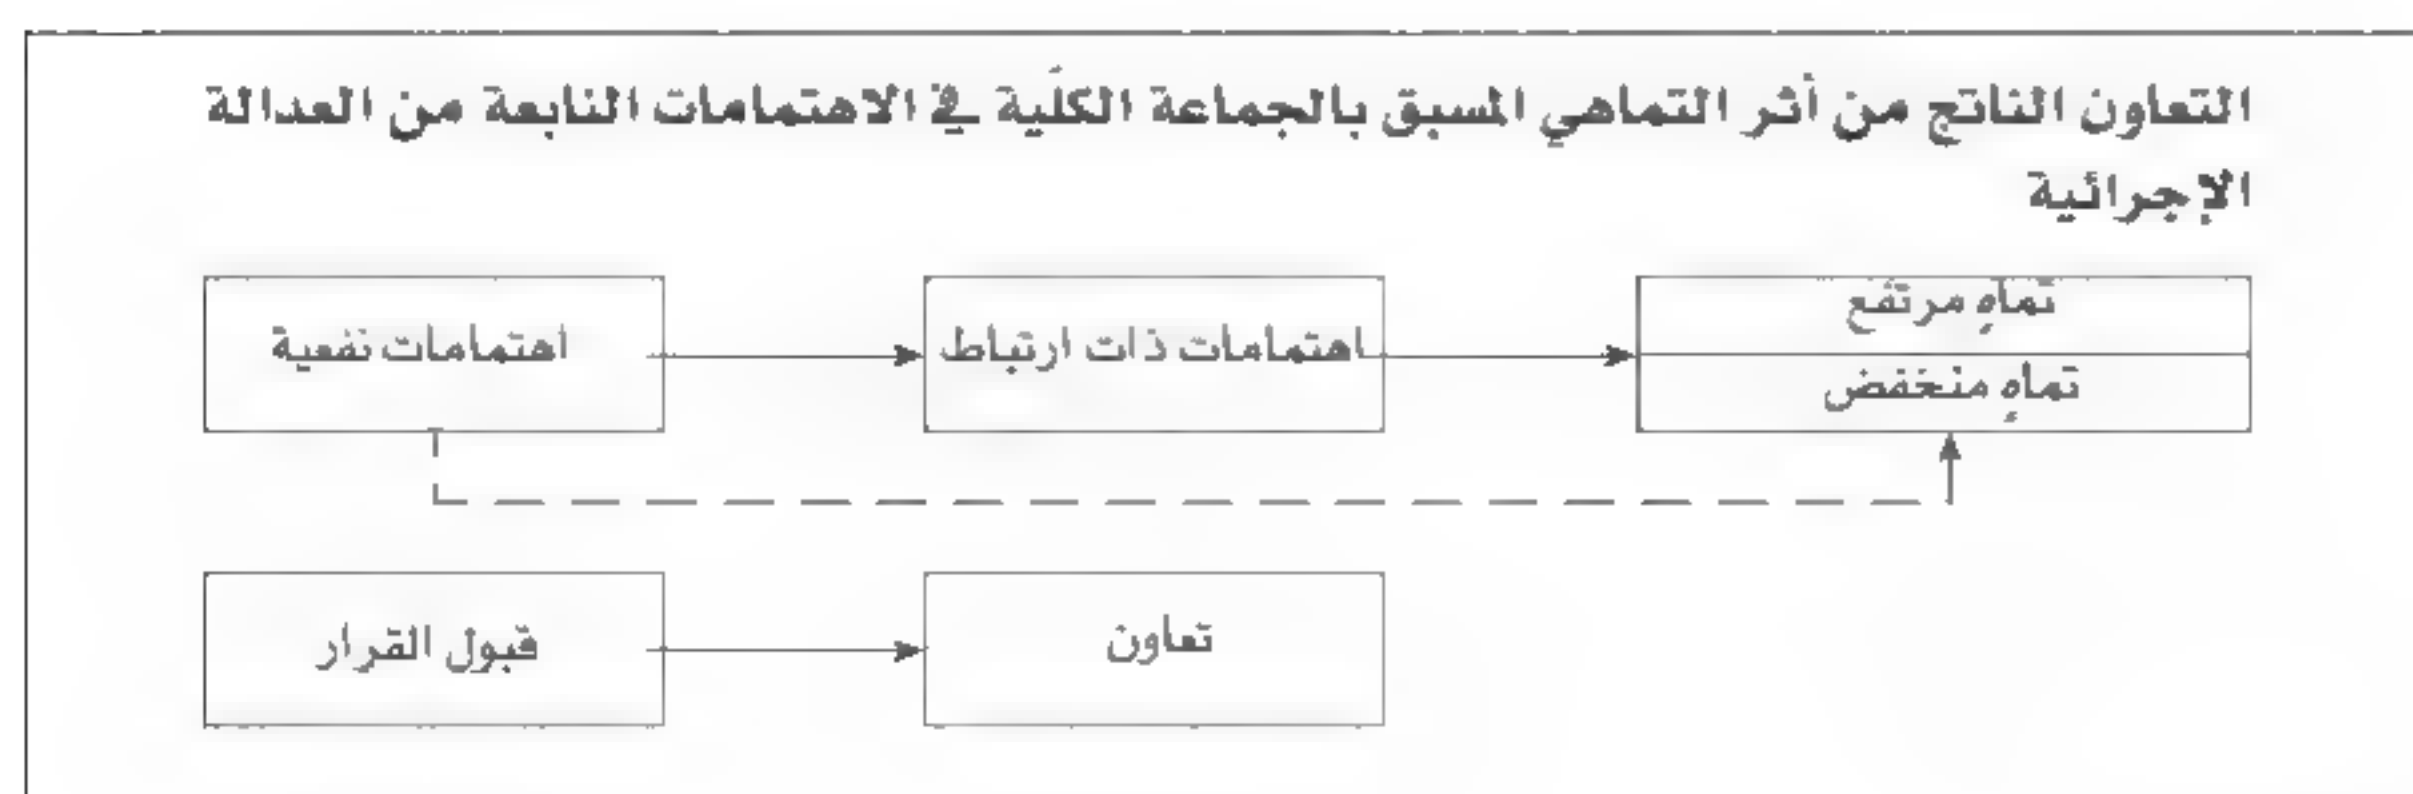 التعاون الناتج من أثر التماهي المسبق بالجماعة الكلّية في الاهتمامات النابعة من العدالة
الإجرائية
تماهٍ مرتفع
تماهٍ منخفض
اهتمامات ذات ارتباط
اهتمامات نفعية
تعاون
قبول القرار